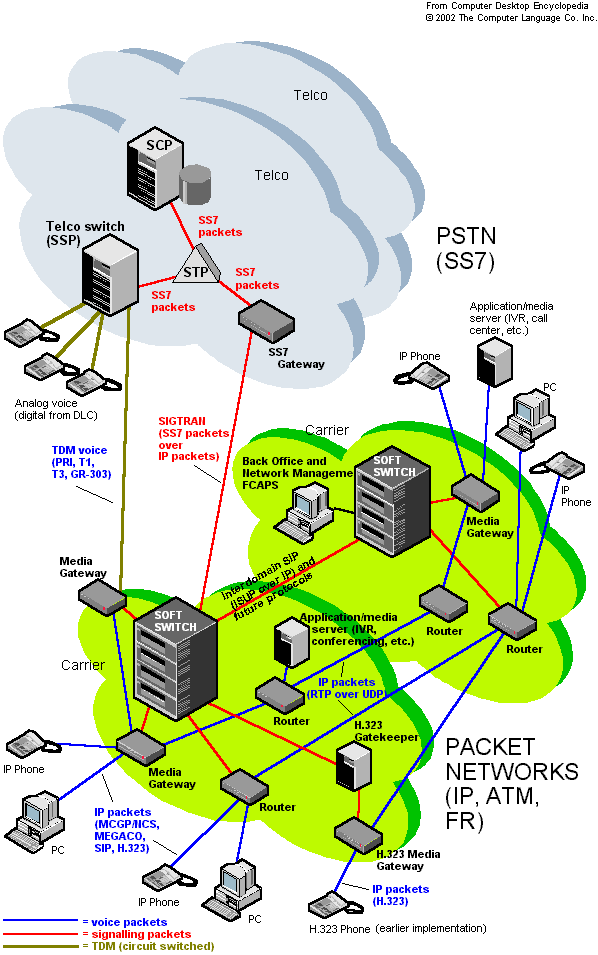 From Computer Desktop Encyclopedia
© 2002 The Computer Language Co. Inc.
Telco
SCP
Telco
Telco switch
(SSP)
SS7
packets
STP
SS7
packets
SS7
packets
PSTN
(SS7)
SS7
Gateway
Application/media
server (IVR, call
center, etc.)
IP Phone
PC
Analog voice
(digital from DLC)
SIGTRAN
(SS7 packets
over
IP packets)
Carrier
TDM voice
(PRI, T1,
T3, GR-303)
Back Office and
Network Manageme
FCAPS
SOFT
SWITCH
IP
Phone
Media
Gateway
Media
Gateway
Interdomain SIP
(ISUP over IP) and
future protocols
SOFT
SWITCH
Application/media
server (IVR,
conferencing, etc.)
Router
Router
Carrier
IP packets
(RTP over UDP)
Router
H.323
Gatekeeper
PACKET
NETWORKS
(IP, ATM,
FR)
IP Phone
Media
Gateway
Router
IP packets
(MCGP/NCS,
MEGACO,
SIP, H.323)
PC
H.323 Media
Gateway
IP packets
(H.323)
IP Phone
PC
H.323 Phone (earlier implementation)
= voice packets
= signalling packets
= TDM (circuit switched)